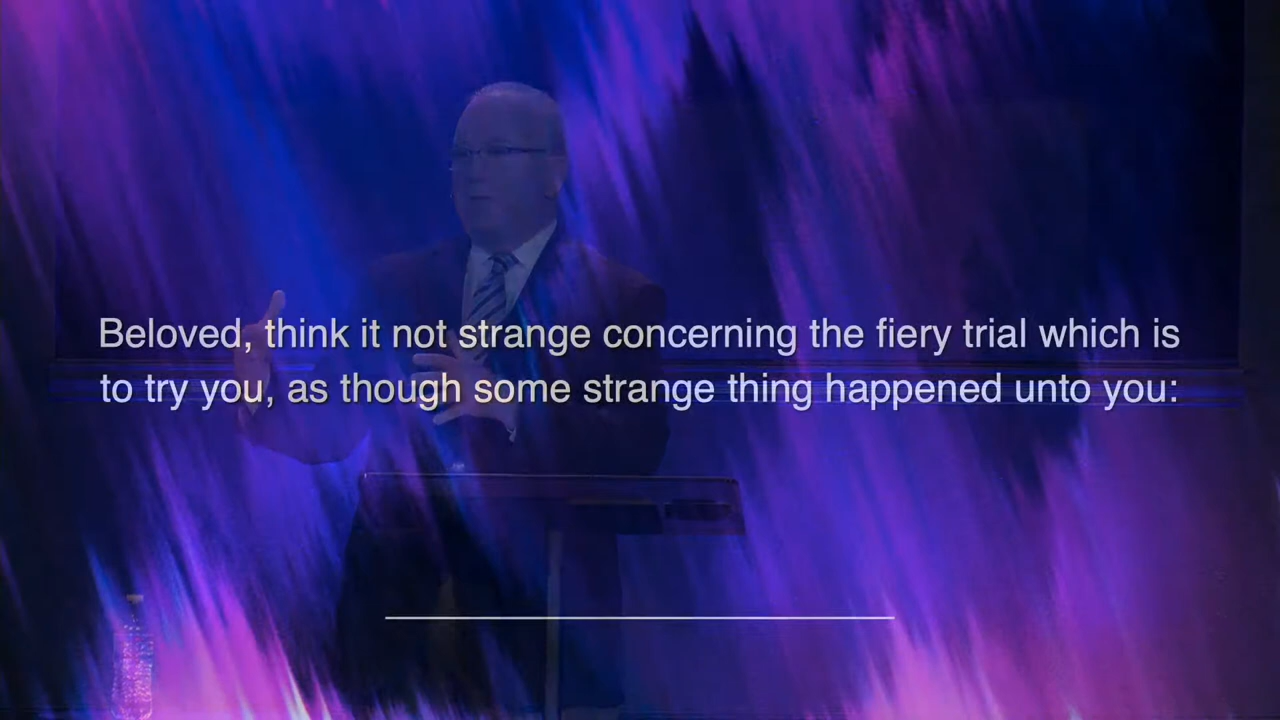 Beloved, think it not strange concerning the fiery trial which is
to try you, as though some strange thing happened unto you: